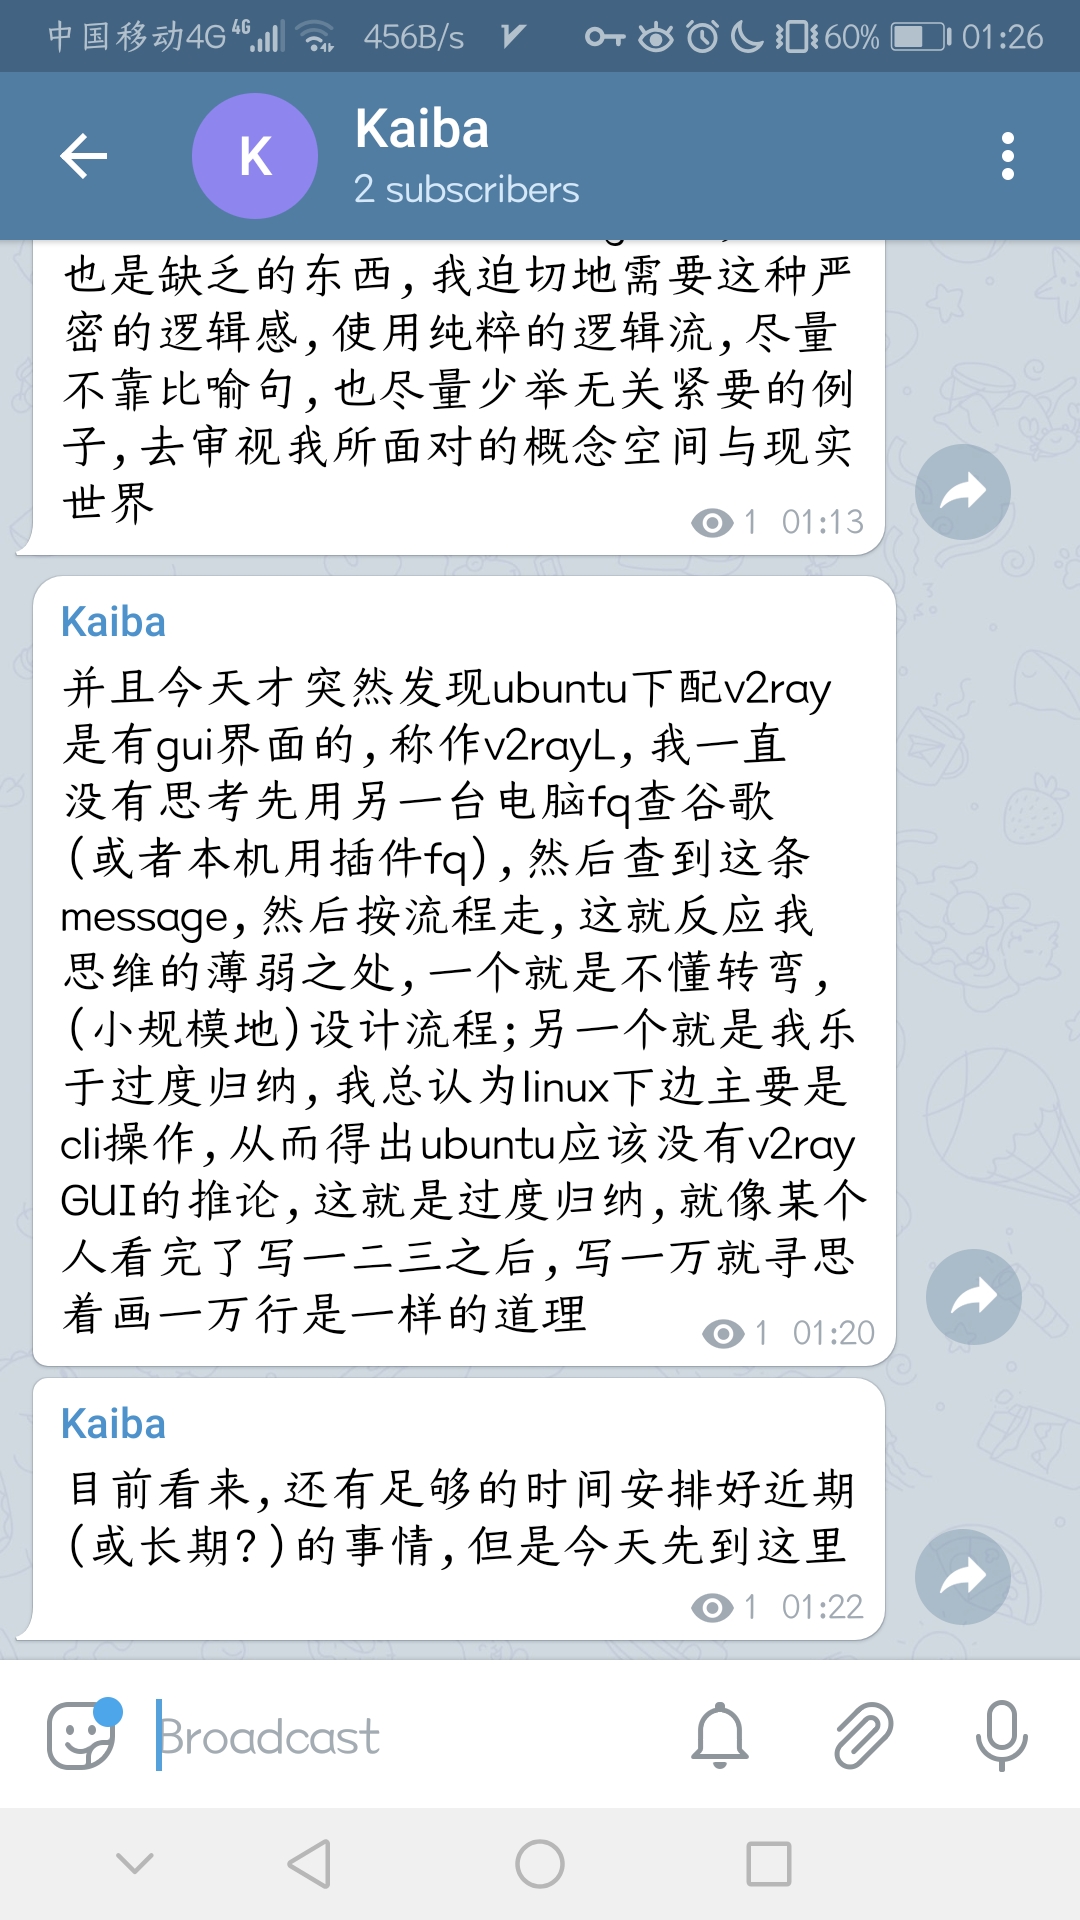 中国移动4G 4G 456B/s 60% 01:26
K
Kaiba
2 subscribers
也是缺乏的东西,我迫切地需要这种严
密的逻辑感,使用纯粹的逻辑流,尽量
不靠比喻句,也尽量少举无关紧要的例
子,去审视我所面对的概念空间与现实
世界
1 01:13
Kaiba
并且今天才突然发现ubuntu下配v2ray
是有gui界面的,称作v2rayL,我一直
没有思考先用另一台电脑fq查谷歌
(或者本机用插件fq),然后查到这条
message,然后按流程走,这就反应我
思维的薄弱之处,一个就是不懂转弯,
(小规模地)设计流程;另一个就是我乐
于过度归纳,我总认为linux下边主要是
cli操作,从而得出ubuntu应该没有v2ray
GUI的推论,这就是过度归纳,就像某个
人看完了写一二三之后,写一万就寻思
着画一万行是一样的道理
1 01:20
Kaiba
目前看来,还有足够的时间安排好近期
(或长期?)的事情,但是今天先到这里
1 01:22
Broadcast